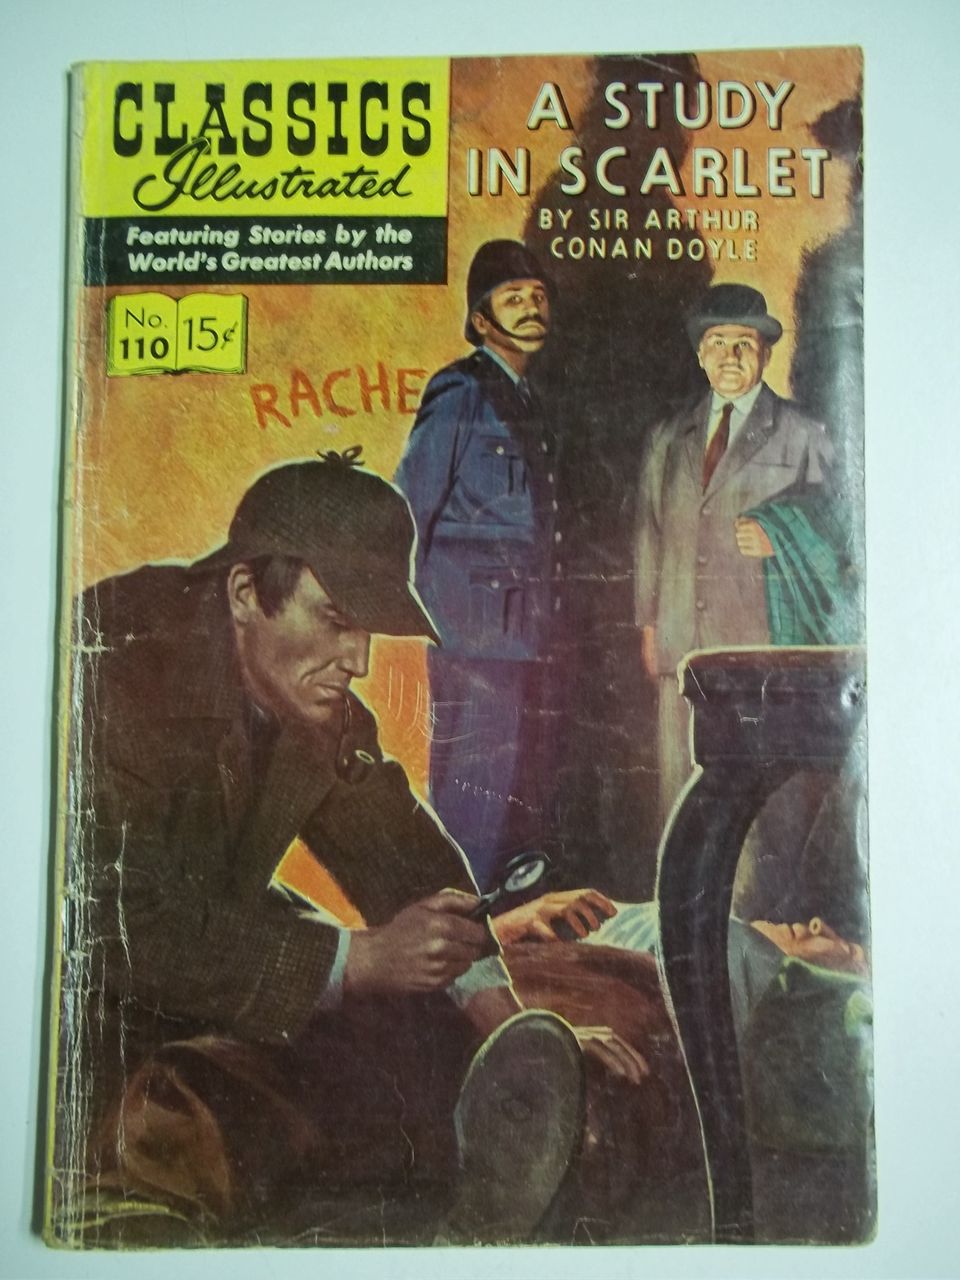 CLASSICS
Illustrated
Featuring Stories by the
World's Greatest Authors
No.
110
15¢
A STUDY
IN SCARLET
BY SIR ARTHUR
CONAN DOYLE
RACHE